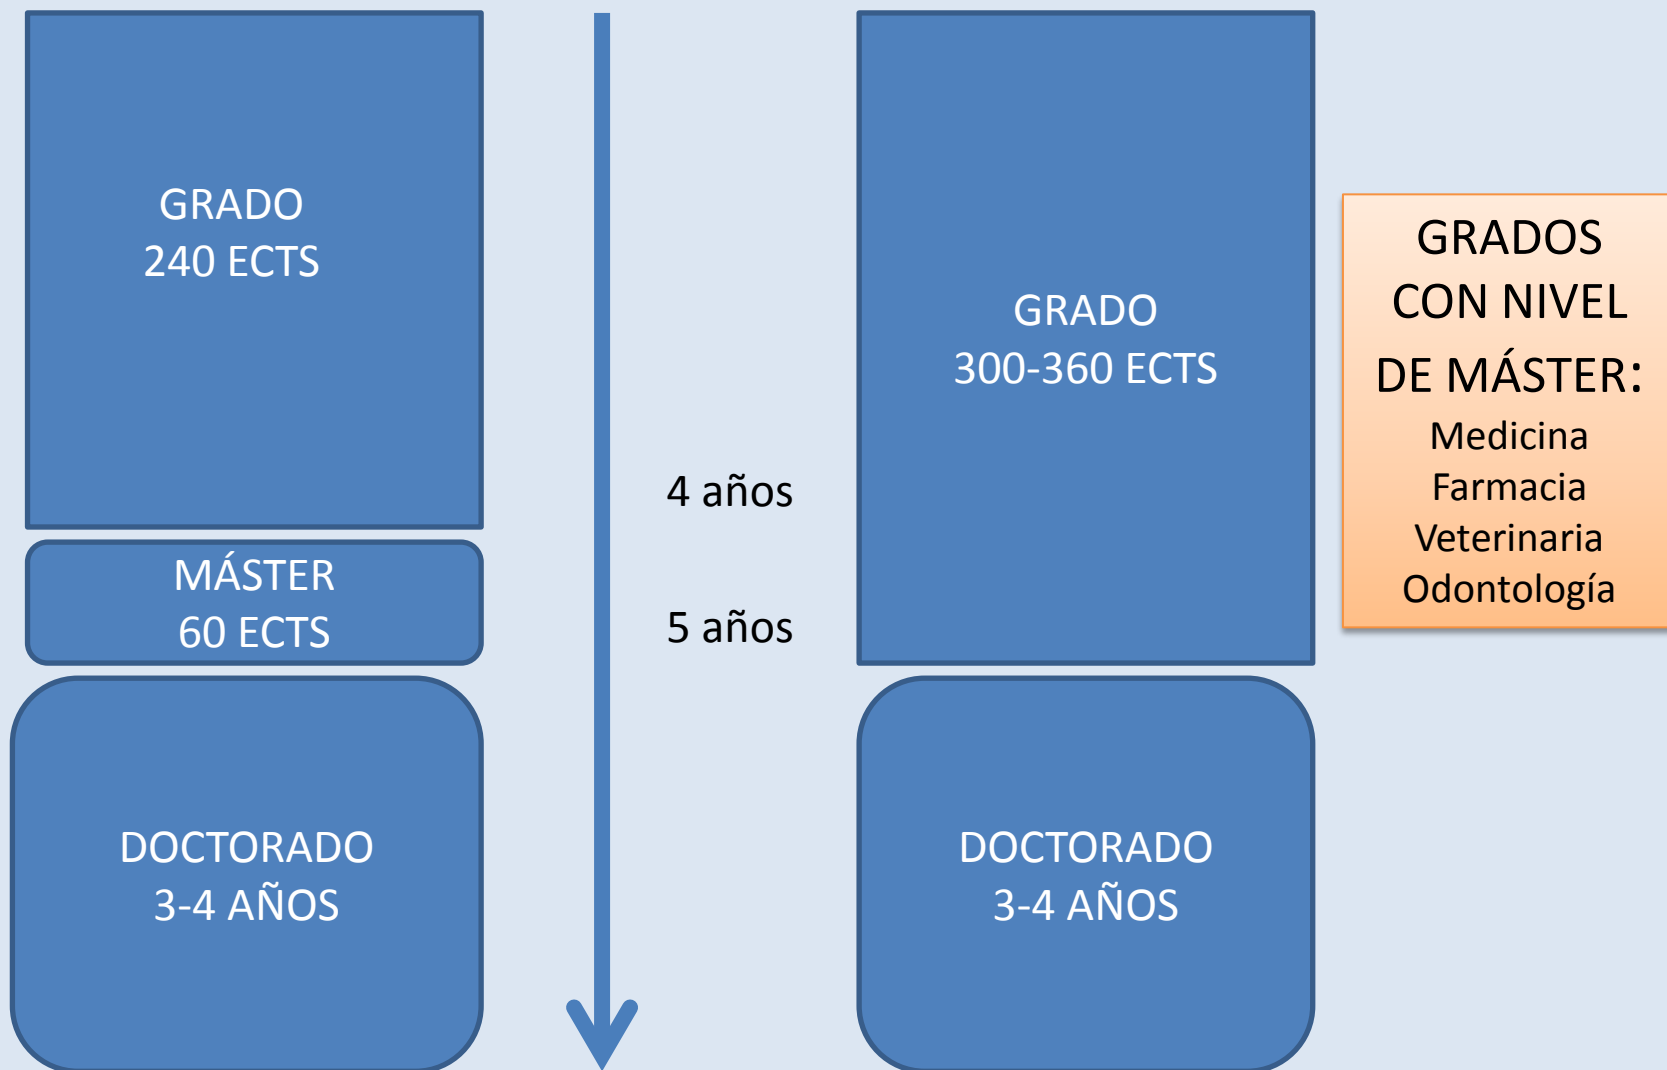 GRADO
240 ECTS
MÁSTER
60 ECTS
DOCTORADO
3-4 AÑOS
4 años
5 años
GRADO
300-360 ECTS
DOCTORADO
3-4 AÑOS
GRADOS
CON NIVEL
DE MÁSTER:
Medicina
Farmacia
Veterinaria
Odontología